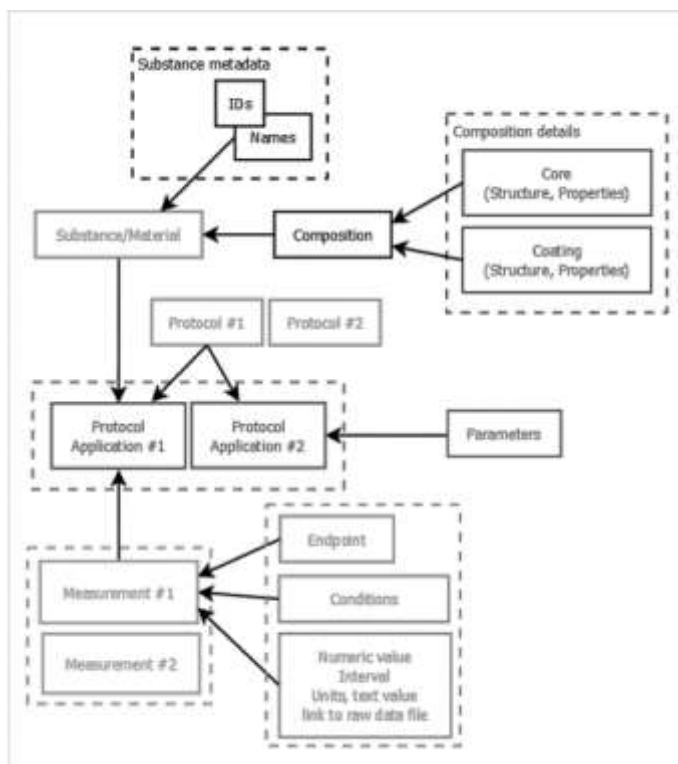 Substance metadata
IDs
Names
Composition details
Core
(Structure, Properties)
Substance/Material
Composition
Coating
(Structure, Properties)
Protocol #1
Protocol #2
Protocol
Application #1
Protocol
Application #2
Parameters
Endpoint
Measurement #1
Conditions
Measurement #2
Numeric value
Interval
Units, text value
link to raw data file